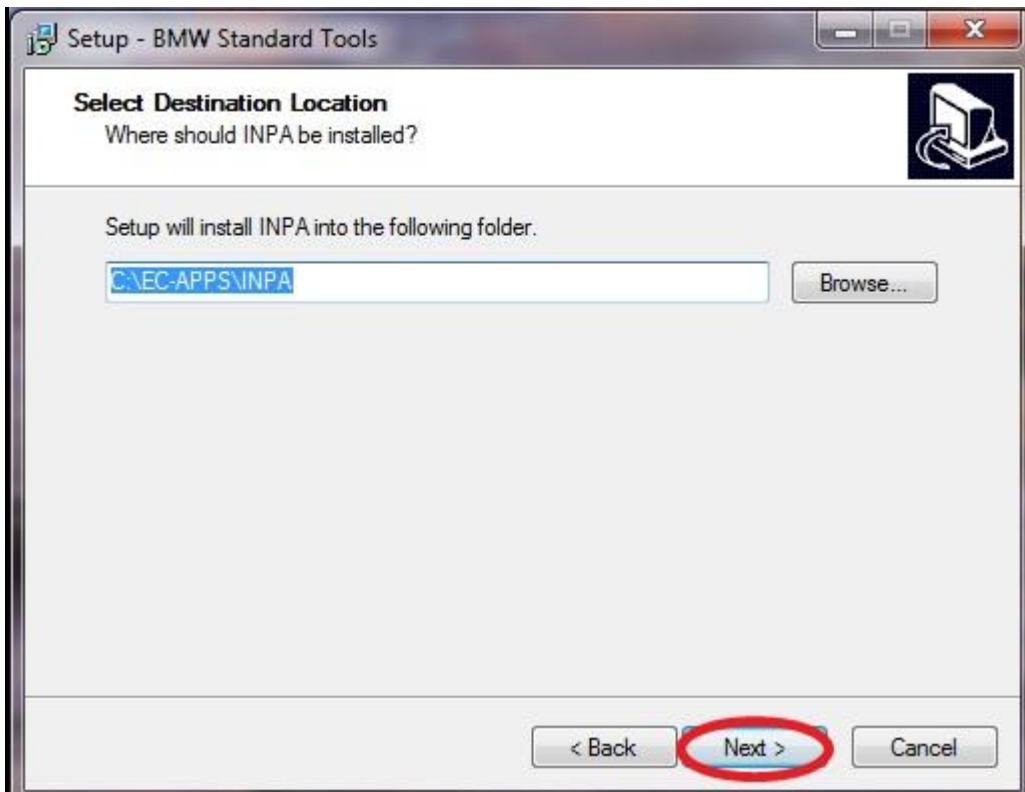 Setup - BMW Standard Tools
Select Destination Location
Where should INPA be installed?
Setup will install INPA into the following folder.
C:\EC-APPS\INPA
Browse...
< Back
Next >
Cancel